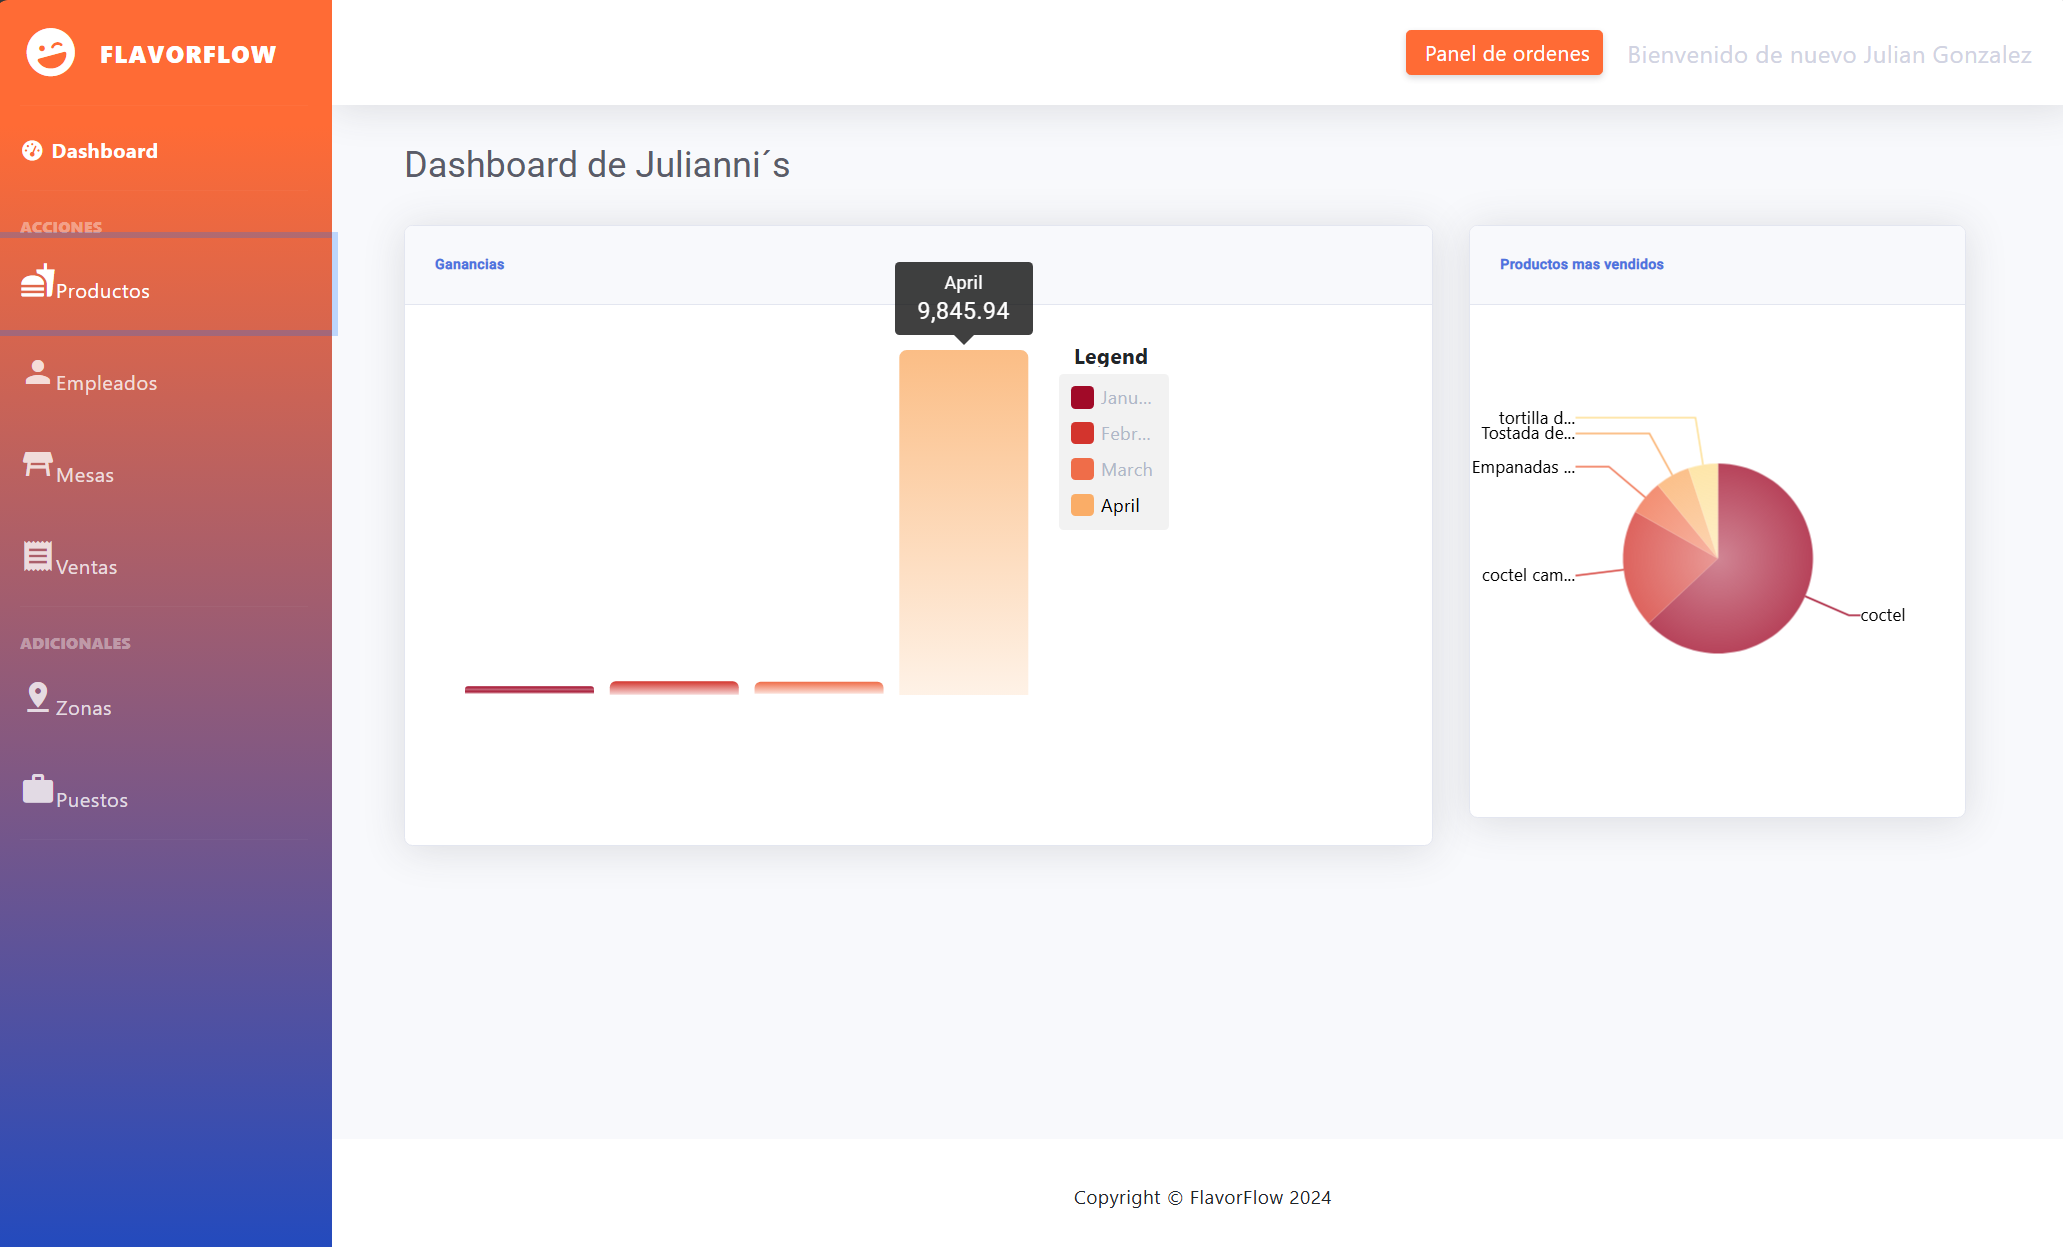 FLAVORFLOW
Panel de ordenes
Bienvenido de nuevo Julian Gonzalez
Dashboard
ACCIONES
Productos
Empleados
Mesas
Ventas
ADICIONALES
Zonas
Puestos
Dashboard de Julianni´s
Ganancias
April
9,845.94
Legend
Janu...
Febr...
March
April
Productos mas vendidos
tortilla d...
Tostada de...
Empanadas ...
coctel cam...
coctel
Copyright © FlavorFlow 2024